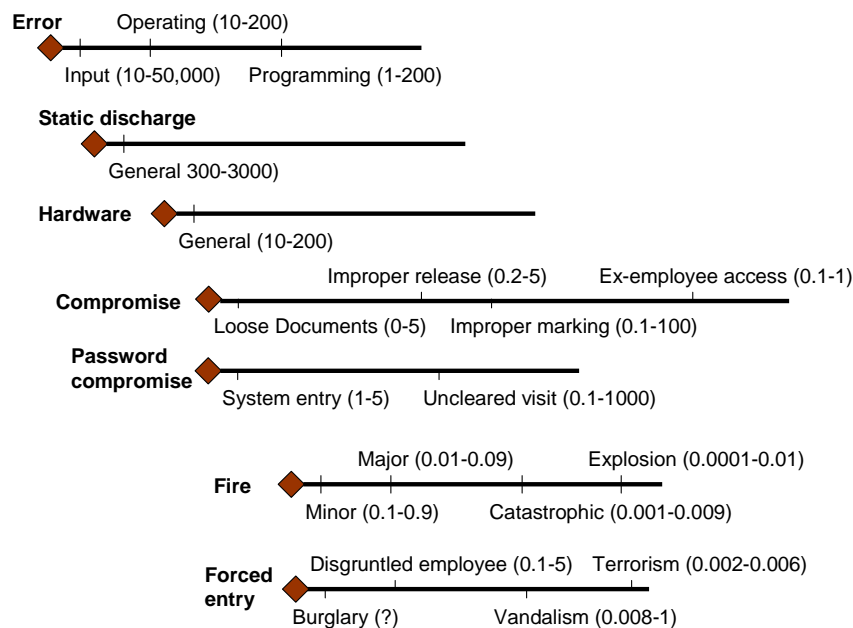 Error
Operating (10-200)
Input (10-50,000)
Programming (1-200)
Static discharge
General 300-3000)
Hardware
General (10-200)
Improper release (0.2-5)
Ex-employee access (0.1-1)
Compromise
Loose Documents (0-5)
Improper marking (0.1-100)
Password
compromise
System entry (1-5)
Uncleared visit (0.1-1000)
Major (0.01-0.09)
Explosion (0.0001-0.01)
Fire
Minor (0.1-0.9)
Catastrophic (0.001-0.009)
Disgruntled employee (0.1-5)
Terrorism (0.002-0.006)
Forced
entry
Burglary (?)
Vandalism (0.008-1)